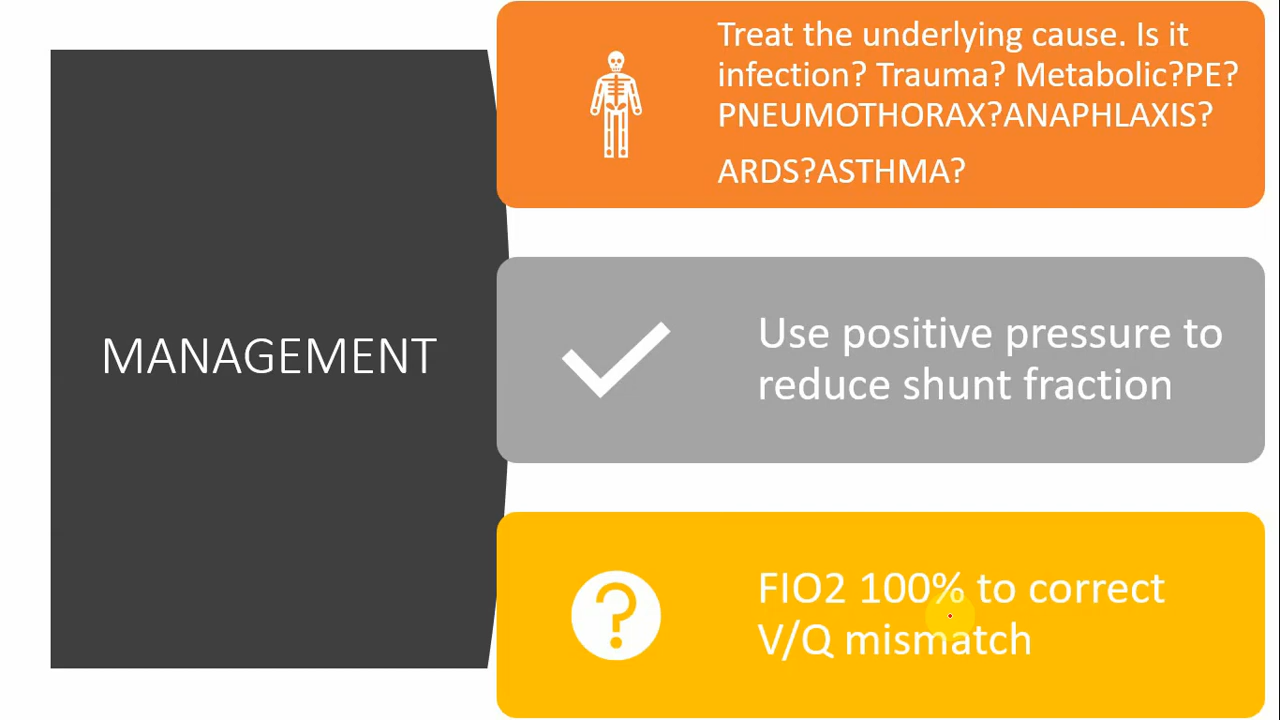 MANAGEMENT
Treat the underlying cause. Is it
infection? Trauma? Metabolic?PE?
PNEUMOTHORAX?ANAPHLAXIS?
ARDS?ASTHMA?
Use positive pressure to
reduce shunt fraction
FIO2 100% to correct
V/Q mismatch